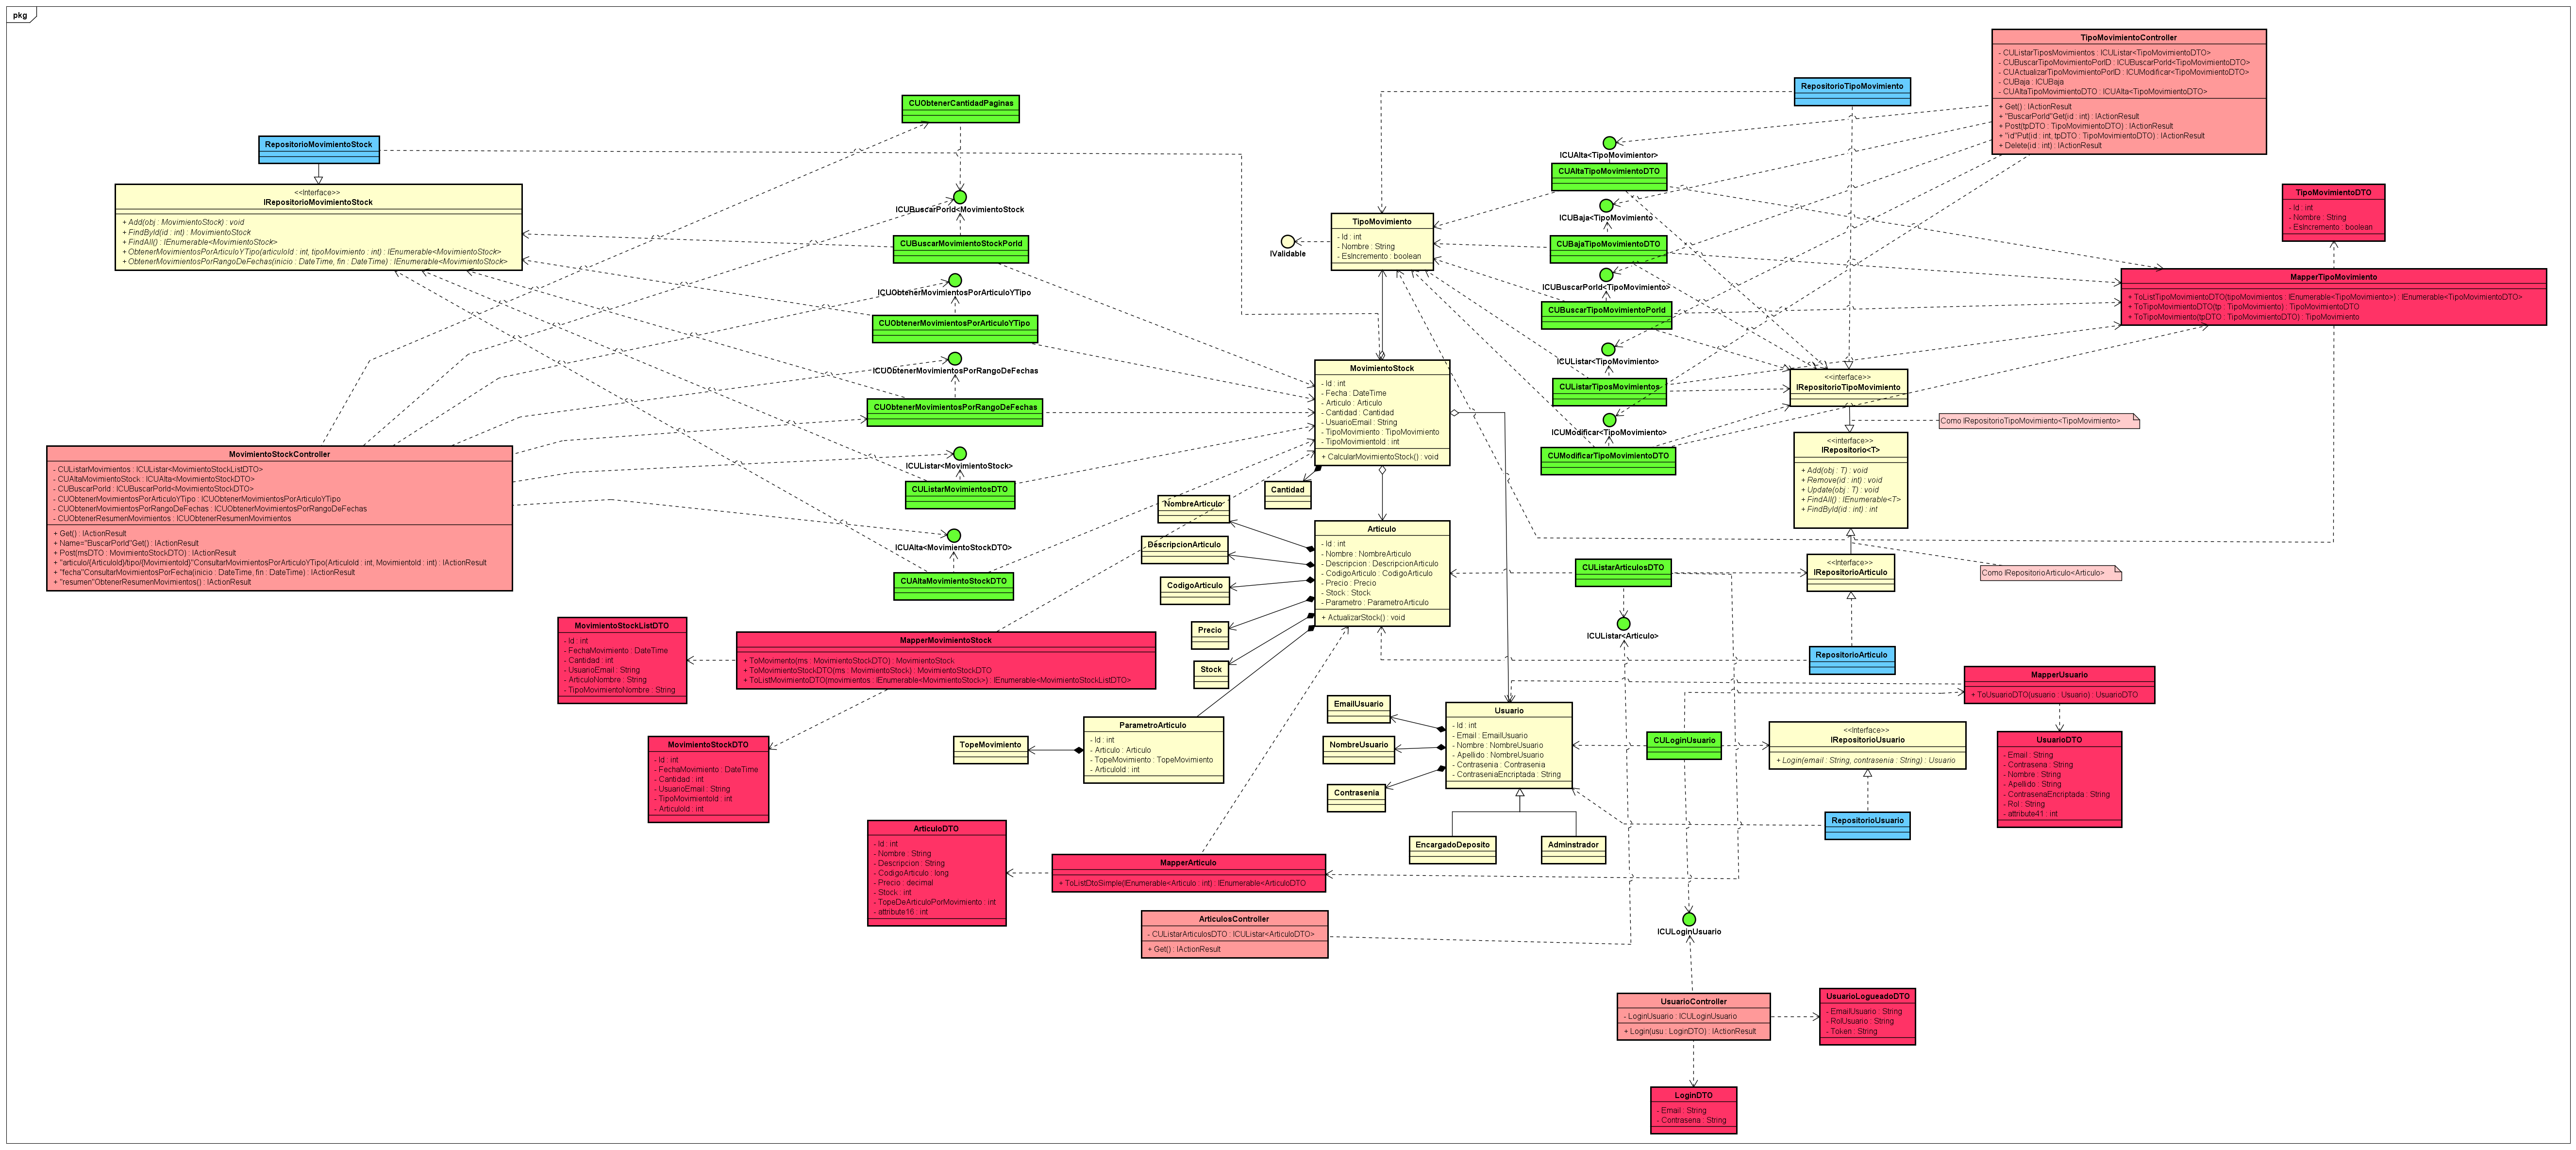 pkg
TipoMovimientoController
- CUListarTiposMovimientos : ICUListar<TipoMovimientoDTO>
- CUBuscarTipoMovimientoPorID : ICUBuscarPorId<TipoMovimientoDTO>
- CUActualizarTipoMovimientoPorID : ICUModificar<TipoMovimientoDTO>
- CUBaja : ICUBaja
- CUAltaTipoMovimientoDTO : ICUAlta<TipoMovimientoDTO>
+ Get() : IActionResult
+ "BuscarPorId"Get(id : int) : IActionResult
+ Post(tpDTO : TipoMovimientoDTO) : IActionResult
+ "id"Put(id : int, tpDTO : TipoMovimientoDTO) : IActionResult
+ Delete(id : int) : IActionResult
RepositorioTipoMovimiento
CUObtenerCantidadPaginas
RepositorioMovimientoStock
<<Interface>>
IRepositorioMovimientoStock
+ Add(obj : MovimientoStock) : void
+ FindById(id : int) : MovimientoStock
+ FindAll() : IEnumerable<MovimientoStock>
+ ObtenerMovimientosPorArticuloYTipo(articuloId : int, tipoMovimiento : int) : IEnumerable<MovimientoStock>
+ ObtenerMovimientosPorRangoDeFechas(inicio : DateTime, fin : DateTime) : IEnumerable<MovimientoStock>
ICUBuscarPorId<MovimientoStock
CUBuscarMovimientoStockPorId
ICUObtenerMovimientosPorArticuloYTipo
CUObtenerMovimientosPorArticuloYTipo
ICUObtenerMovimientosPorRangoDeFechas
CUObtenerMovimientosPorRangoDeFechas
ICUListar<MovimientoStock>
CUListarMovimientosDTO
ICUAlta<MovimientoStockDTO>
CUAltaMovimientoStockDTO
MovimientoStockController
- CUListarMovimientos : ICUListar<MovimientoStockListDTO>
- CUAltaMovimientoStock : ICUAlta<MovimientoStockDTO>
- CUBuscarPorId : ICUBuscarPorId<MovimientoStockDTO>
- CUObtenerMovimientosPorArticuloYTipo : ICUObtenerMovimientosPorArticuloYTipo
- CUObtenerMovimientosPorRangoDeFechas : ICUObtenerMovimientosPorRangoDeFechas
- CUObtenerResumenMovimientos : ICUObtenerResumenMovimientos
+ Get() : IActionResult
+ Name="BuscarPorId"Get() : IActionResult
+ Post(msDTO : MovimientoStockDTO) : IActionResult
+ "articulo/{ArticuloId}/tipo/{MovimientoId}"ConsultarMovimientosPorArticuloYTipo(ArticuloId : int, MovimientoId : int) : IActionResult
+ "fecha"ConsultarMovimientosPorFecha(inicio : DateTime, fin : DateTime) : IActionResult
+ "resumen"ObtenerResumenMovimientos() : IActionResult
IValidable
TipoMovimiento
- Id : int
- Nombre : String
- EsIncremento : boolean
ICUAlta<TipoMovimientor>
CUAltaTipoMovimientoDTO
ICUBaja<TipoMovimiento
CUBajaTipoMovimientoDTO
ICUBuscarPorId<TipoMovimiento>
CUBuscarTipoMovimientoPorId
ICUListar<TipoMovimiento>
CUListarTiposMovimientos
ICUModificar<TipoMovimiento>
CUModificarTipoMovimientoDTO
TipoMovimientoDTO
- Id : int
- Nombre : String
- EsIncremento : boolean
MapperTipoMovimiento
+ ToListTipoMovimientoDTO(tipoMovimientos : IEnumerable<TipoMovimiento>) : IEnumerable<TipoMovimientoDTO>
+ ToTipoMovimientoDTO(tp : TipoMovimiento) : TipoMovimientoDTO
+ ToTipoMovimiento(tpDTO : TipoMovimientoDTO) : TipoMovimiento
<<interface>>
IRepositorioTipoMovimiento
Como IRepositorioTipoMovimiento<TipoMovimiento>
<<interface>>
IRepositorio<T>
+ Add(obj : T) : void
+ Remove(id : int) : void
+ Update(obj : T) : void
+ FindAll() : IEnumerable<T>
+ FindById(id : int) : int
<<Interface>>
IRepositorioArticulo
Como IRepositorioArticulo<Articulo>
MovimientoStock
- Id : int
- Fecha : DateTime
- Articulo : Articulo
- Cantidad : Cantidad
- UsuarioEmail : String
- TipoMovimiento : TipoMovimiento
- TipoMovimientoId : int
+ CalcularMovimientoStock() : void
Cantidad
NombreArticulo
DescripcionArticulo
CodigoArticulo
Precio
Stock
Articulo
- Id : int
- Nombre : NombreArticulo
- Descripcion : DescripcionArticulo
- CodigoArticulo : CodigoArticulo
- Precio : Precio
- Stock : Stock
- Parametro : ParametroArticulo
+ ActualizarStock() : void
CUListarArticulosDTO
ICUListar<Articulo>
RepositorioArticulo
MovimientoStockListDTO
- Id : int
- FechaMovimiento : DateTime
- Cantidad : int
- UsuarioEmail : String
- ArticuloNombre : String
- TipoMovimientoNombre : String
MapperMovimientoStock
+ ToMovimento(ms : MovimientoStockDTO) : MovimientoStock
+ ToMovimientoStockDTO(ms : MovimientoStock) : MovimientoStockDTO
+ ToListMovimientoDTO(movimientos : IEnumerable<MovimientoStock>) : IEnumerable<MovimientoStockListDTO>
MovimientoStockDTO
- Id : int
- FechaMovimiento : DateTime
- Cantidad : int
- UsuarioEmail : String
- TipoMovimientoId : int
- ArticuloId : int
TopeMovimiento
ParametroArticulo
- Id : int
- Articulo : Articulo
- TopeMovimiento : TopeMovimiento
- ArticuloId : int
EmailUsuario
NombreUsuario
Contrasenia
Usuario
- Id : int
- Email : EmailUsuario
- Nombre : NombreUsuario
- Apellido : NombreUsuario
- Contrasenia : Contrasenia
- ContraseniaEncriptada : String
EncargadoDeposito
Adminstrador
CULoginUsuario
<<Interface>>
IRepositorioUsuario
+ Login(email : String, contrasenia : String) : Usuario
RepositorioUsuario
MapperUsuario
+ ToUsuarioDTO(usuario : Usuario) : UsuarioDTO
UsuarioDTO
- Email : String
- Contrasena : String
- Nombre : String
- Apellido : String
- ContrasenaEncriptada : String
- Rol : String
- attribute41 : int
ArticuloDTO
- Id : int
- Nombre : String
- Descripcion : String
- CodigoArticulo : long
- Precio : decimal
- Stock : int
- TopeDeArticuloPorMovimiento : int
- attribute16 : int
MapperArticulo
+ ToListDtoSimple(IEnumerable<Articulo : int) : IEnumerable<ArticuloDTO
ArticulosController
- CUListarArticulosDTO : ICUListar<ArticuloDTO>
+ Get() : IActionResult
ICULoginUsuario
UsuarioController
- LoginUsuario : ICULoginUsuario
+ Login(usu : LoginDTO) : IActionResult
UsuarioLogueadoDTO
- EmailUsuario : String
- RolUsuario : String
- Token : String
LoginDTO
- Email : String
- Contrasena : String